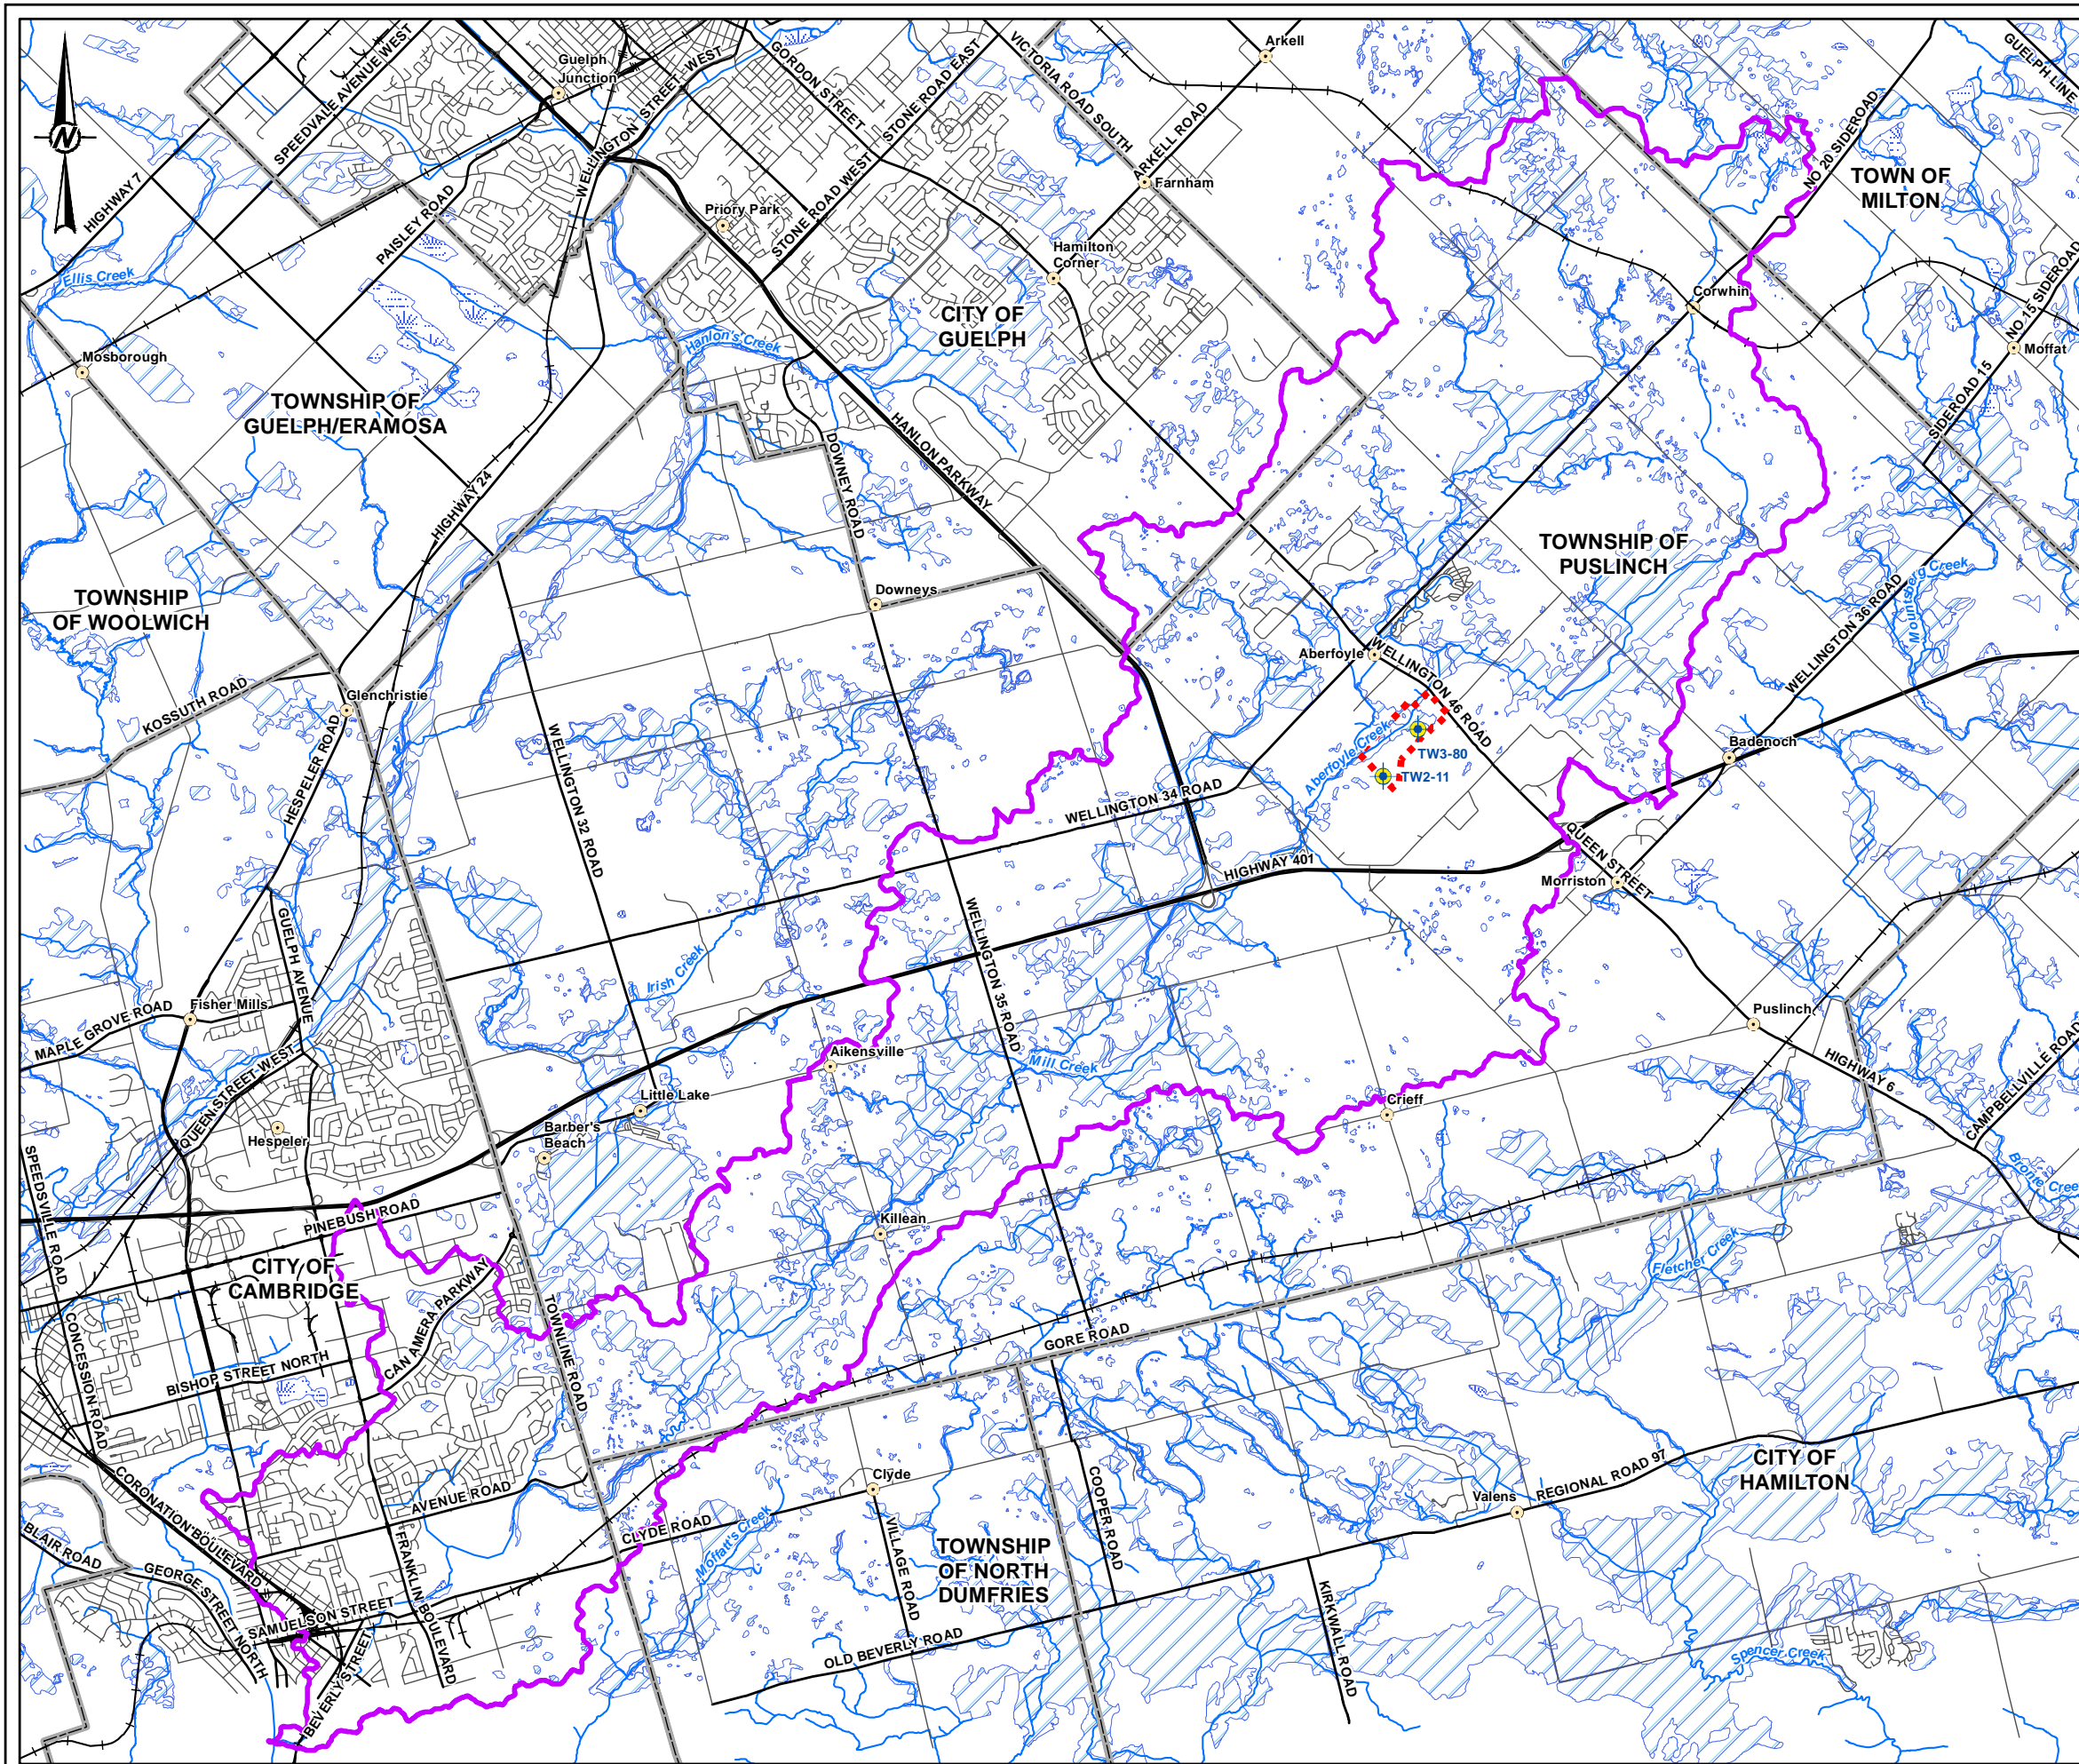 Arkell
GUELPH LINE
Guelph
Junction
SPEEDVALE AVENUE WEST
WELLINGTON STREET WEST
GORDON STREET
STONE ROAD EAST
VICTORIA ROAD SOUTH
ARKELL ROAD
NO 20 SIDEROAD
TOWN OF
MILTON
N
HIGHWAY 7
PAISLEY ROAD
Priory Park
STONE ROAD WEST
Farnham
Hamilton
Corner
Ellis Creek
Corwhin
NO 15 SIDEROAD
Moffat
CITY OF
GUELPH
Hanlon's Creek
Mosborough
TOWNSHIP OF
GUELPH/ERAMOSA
SIDEROAD 15
HANLON PARKWAY
DOWNEY ROAD
HIGHWAY 24
TOWNSHIP OF
PUSLINCH
Mountsberg Creek
TOWNSHIP
OF WOOLWICH
Downeys
WELLINGTON 36 ROAD
Aberfoyle
WELLINGTON 46 ROAD
KOSSUTH ROAD
Glenchristie
HESPELER ROAD
WELLINGTON 32 ROAD
Aberfoyle Creek
TW3-80
TW2-11
Badenoch
WELLINGTON 34 ROAD
QUEEN STREET
HIGHWAY 401
Morriston
GUELPH AVENUE
WELLINGTON 35 ROAD
Irish Creek
Fisher Mills
MAPLE GROVE ROAD
Puslinch
HIGHWAY 6
CAMPBELLVILLE ROAD
QUEEN STREET WEST
Aikensville
Mill Creek
Little Lake
Crieff
Hespeler
Barber's
Beach
SPEEDSVILLE ROAD
Bronte Creek
PINEBUSH ROAD
Killean
Fletcher Creek
CITY OF
CAMBRIDGE
CAN AMERA PARKWAY
TOWNLINE ROAD
GORE ROAD
CONCESSION ROAD
BISHOP STREET NORTH
CITY OF
HAMILTON
REGIONAL ROAD 97
Valens
Clyde
COOPER ROAD
CORONATION BOULEVARD
AVENUE ROAD
CLYDE ROAD
Moffatt's Creek
VILLAGE ROAD
TOWNSHIP
OF NORTH
DUMFRIES
BLAIR ROAD
GEORGE STREET NORTH
FRANKLIN BOULEVARD
SAMUELSON STREET
KIRKWALL ROAD
OLD BEVERLY ROAD
Spencer Creek
BEVERLY STREET